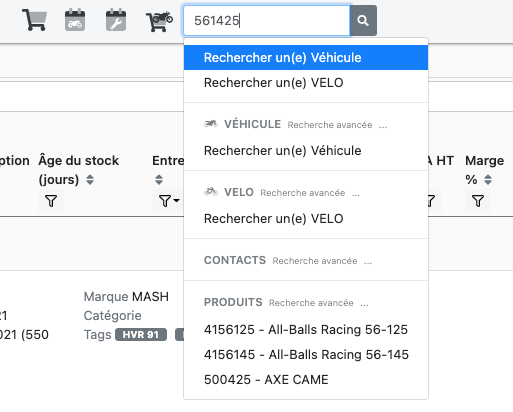 561425
Rechercher un(e) Véhicule
Rechercher un(e) VELO
VÉHICULE Recherche avancée ...
Rechercher un(e) Véhicule
VELO Recherche avancée ...
Rechercher un(e) VELO
CONTACTS Recherche avancée ...
PRODUITS Recherche avancée ...
4156125 - All-Balls Racing 56-125
4156145 - All-Balls Racing 56-145
500425 - AXE CAME
ption Âge du stock (jours) Entre A HT Marge %
Marque MASH
21 Catégorie
021 (550 Tags HVR 91